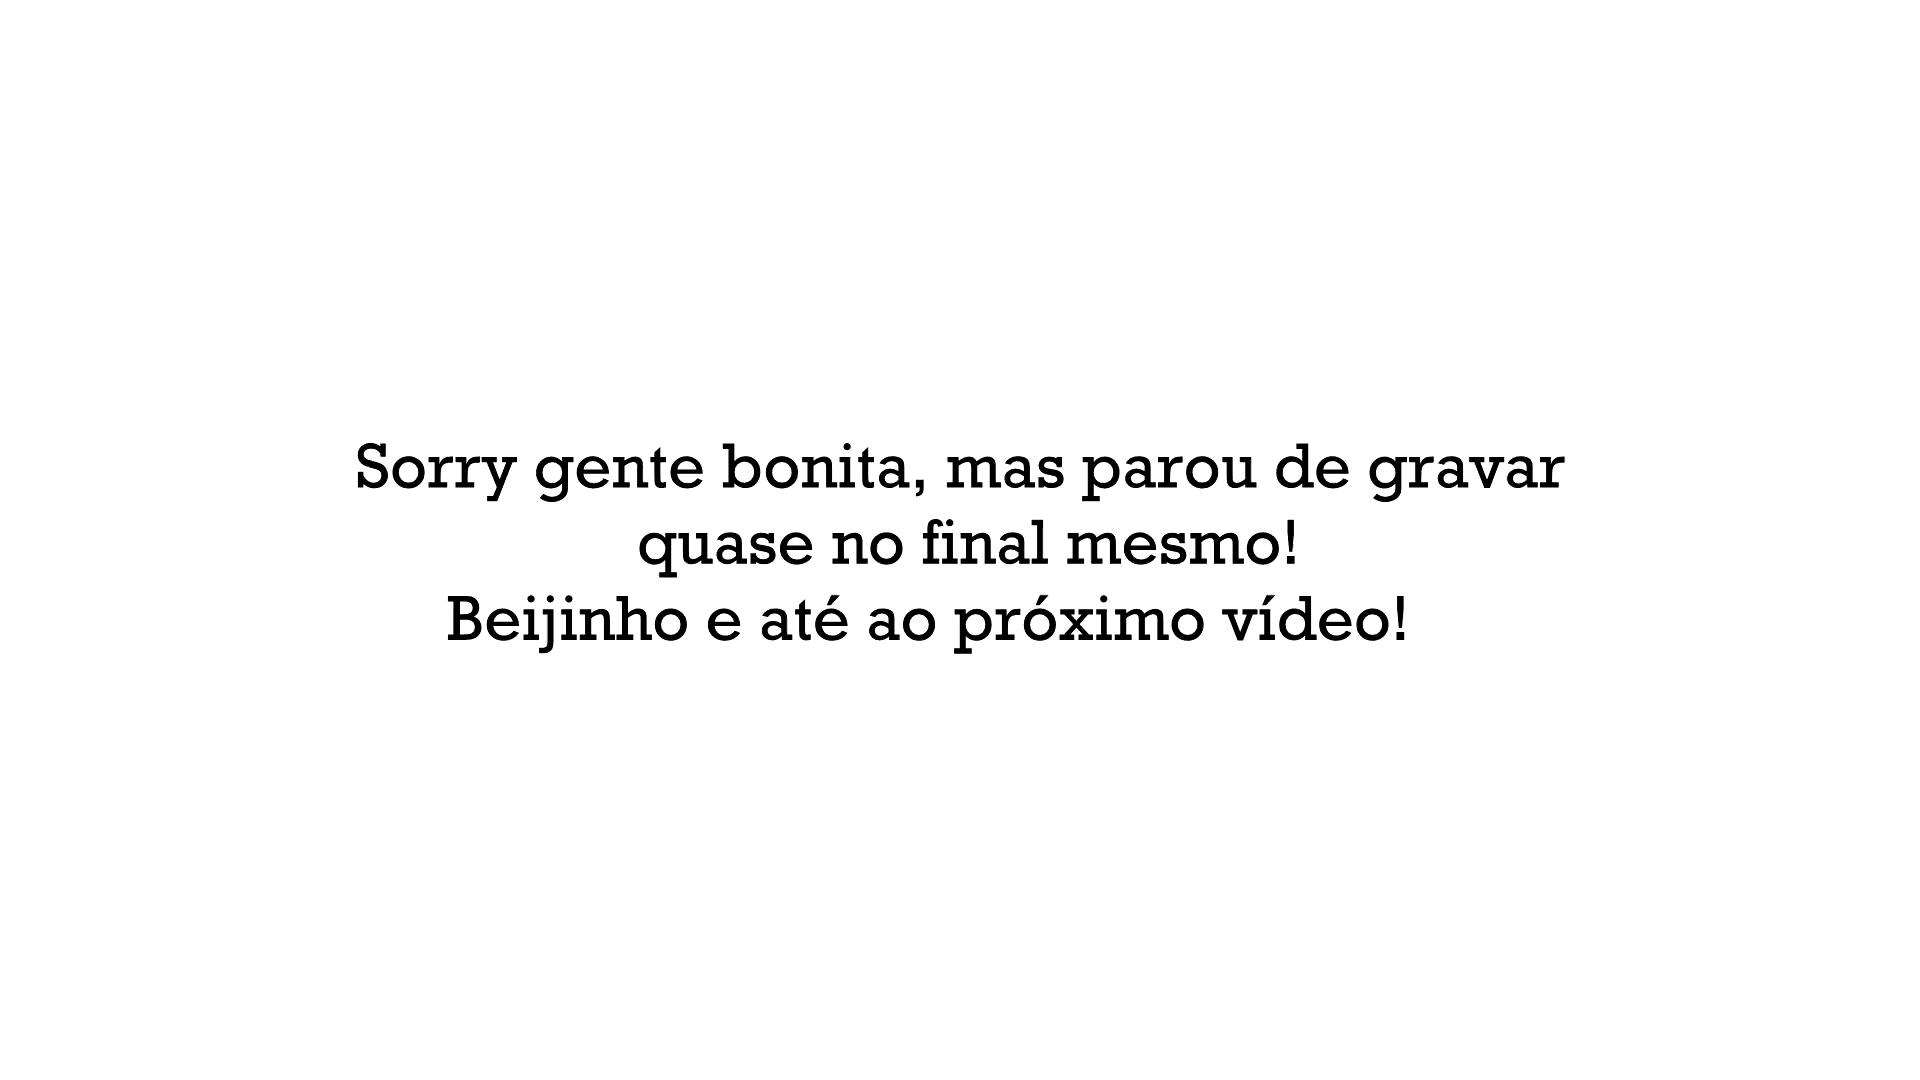 Sorry gente bonita, mas parou de gravar
quase no final mesmo!
Beijinho e até ao próximo vídeo!